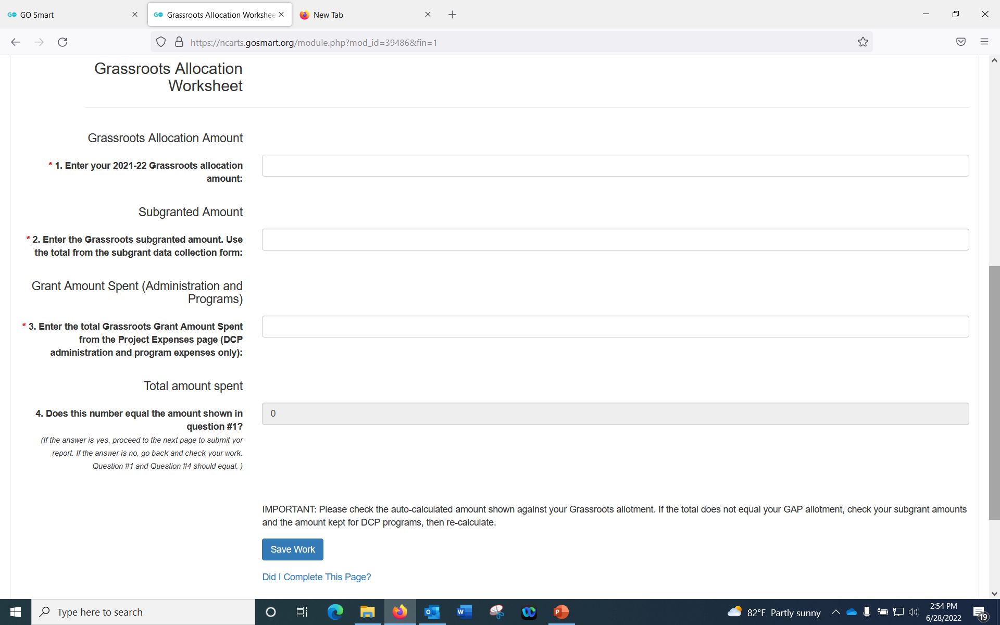 GO Smart
Grassroots Allocation Workshee
New Tab
https://ncarts.gosmart.org/module.php?mod_id=39486&fin=1
Grassroots Allocation
Worksheet
Grassroots Allocation Amount
* 1. Enter your 2021-22 Grassroots allocation
amount:
Subgranted Amount
* 2. Enter the Grassroots subgranted amount. Use
the total from the subgrant data collection form:
Grant Amount Spent (Administration and
Programs)
* 3. Enter the total Grassroots Grant Amount Spent
from the Project Expenses page (DCP
administration and program expenses only):
Total amount spent
4. Does this number equal the amount shown in
question #1?
0
(If the answer is yes, proceed to the next page to submit yor
report. If the answer is no, go back and check your work.
Question #1 and Question #4 should equal. )
IMPORTANT: Please check the auto-calculated amount shown against your Grassroots allotment. If the total does not equal your GAP allotment, check your subgrant amounts
and the amount kept for DCP programs, then re-calculate.
Save Work
Did I Complete This Page?
Type here to search
82°F Partly sunny
2:54 PM
6/28/2022
19